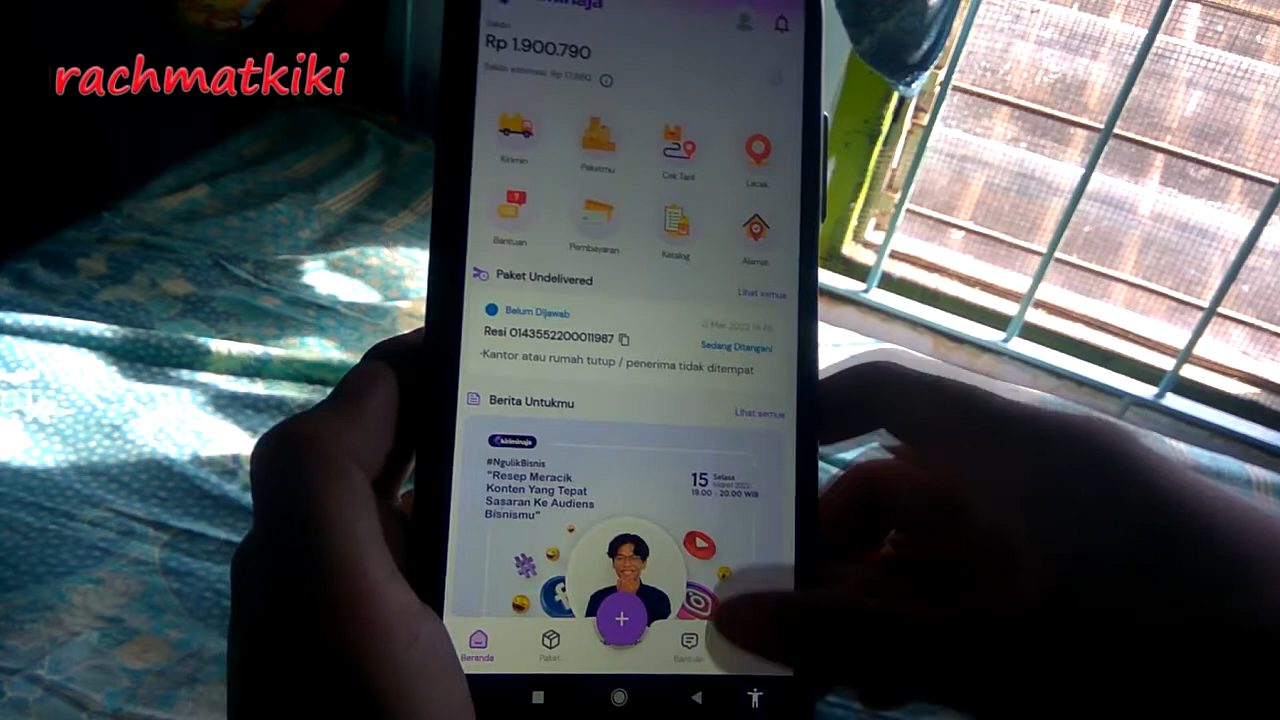 rachmatkiki
Saldo
Rp 1.900.790
Kirimin
Paketmu
Cek Tarif
Lacak
Bantuan
Pembayaran
Katalog
Alamat
Paket Undelivered
Lihat semua
Belum Dijawab
Resi 0143552200011987
Sedang Ditangani
-Kantor atau rumah tutup / penerima tidak ditempat
Berita Untukmu
Lihat semua
kiriminaja
#NgulikBisnis
"Resep Meracik
Konten Yang Tepat
Sasaran Ke Audiens
Bisnismu"
15 Selasa
19.00 - 20.00 WIB
Beranda
Paket
Bantuan